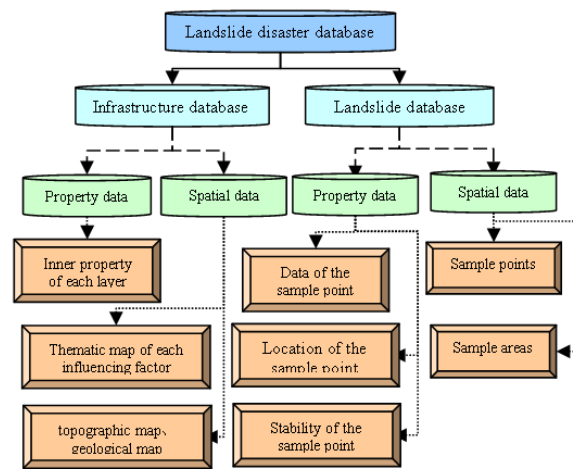 Landslide disaster database
Infrastructure database
Landslide database
Property data
Spatial data
Property data
Spatial data
Inner property
of each layer
Data of the
sample point
Sample points
Thematic map of each
influencing factor
Location of the
sample point
Sample areas
topographic map、
geological map
Stability of the
sample point